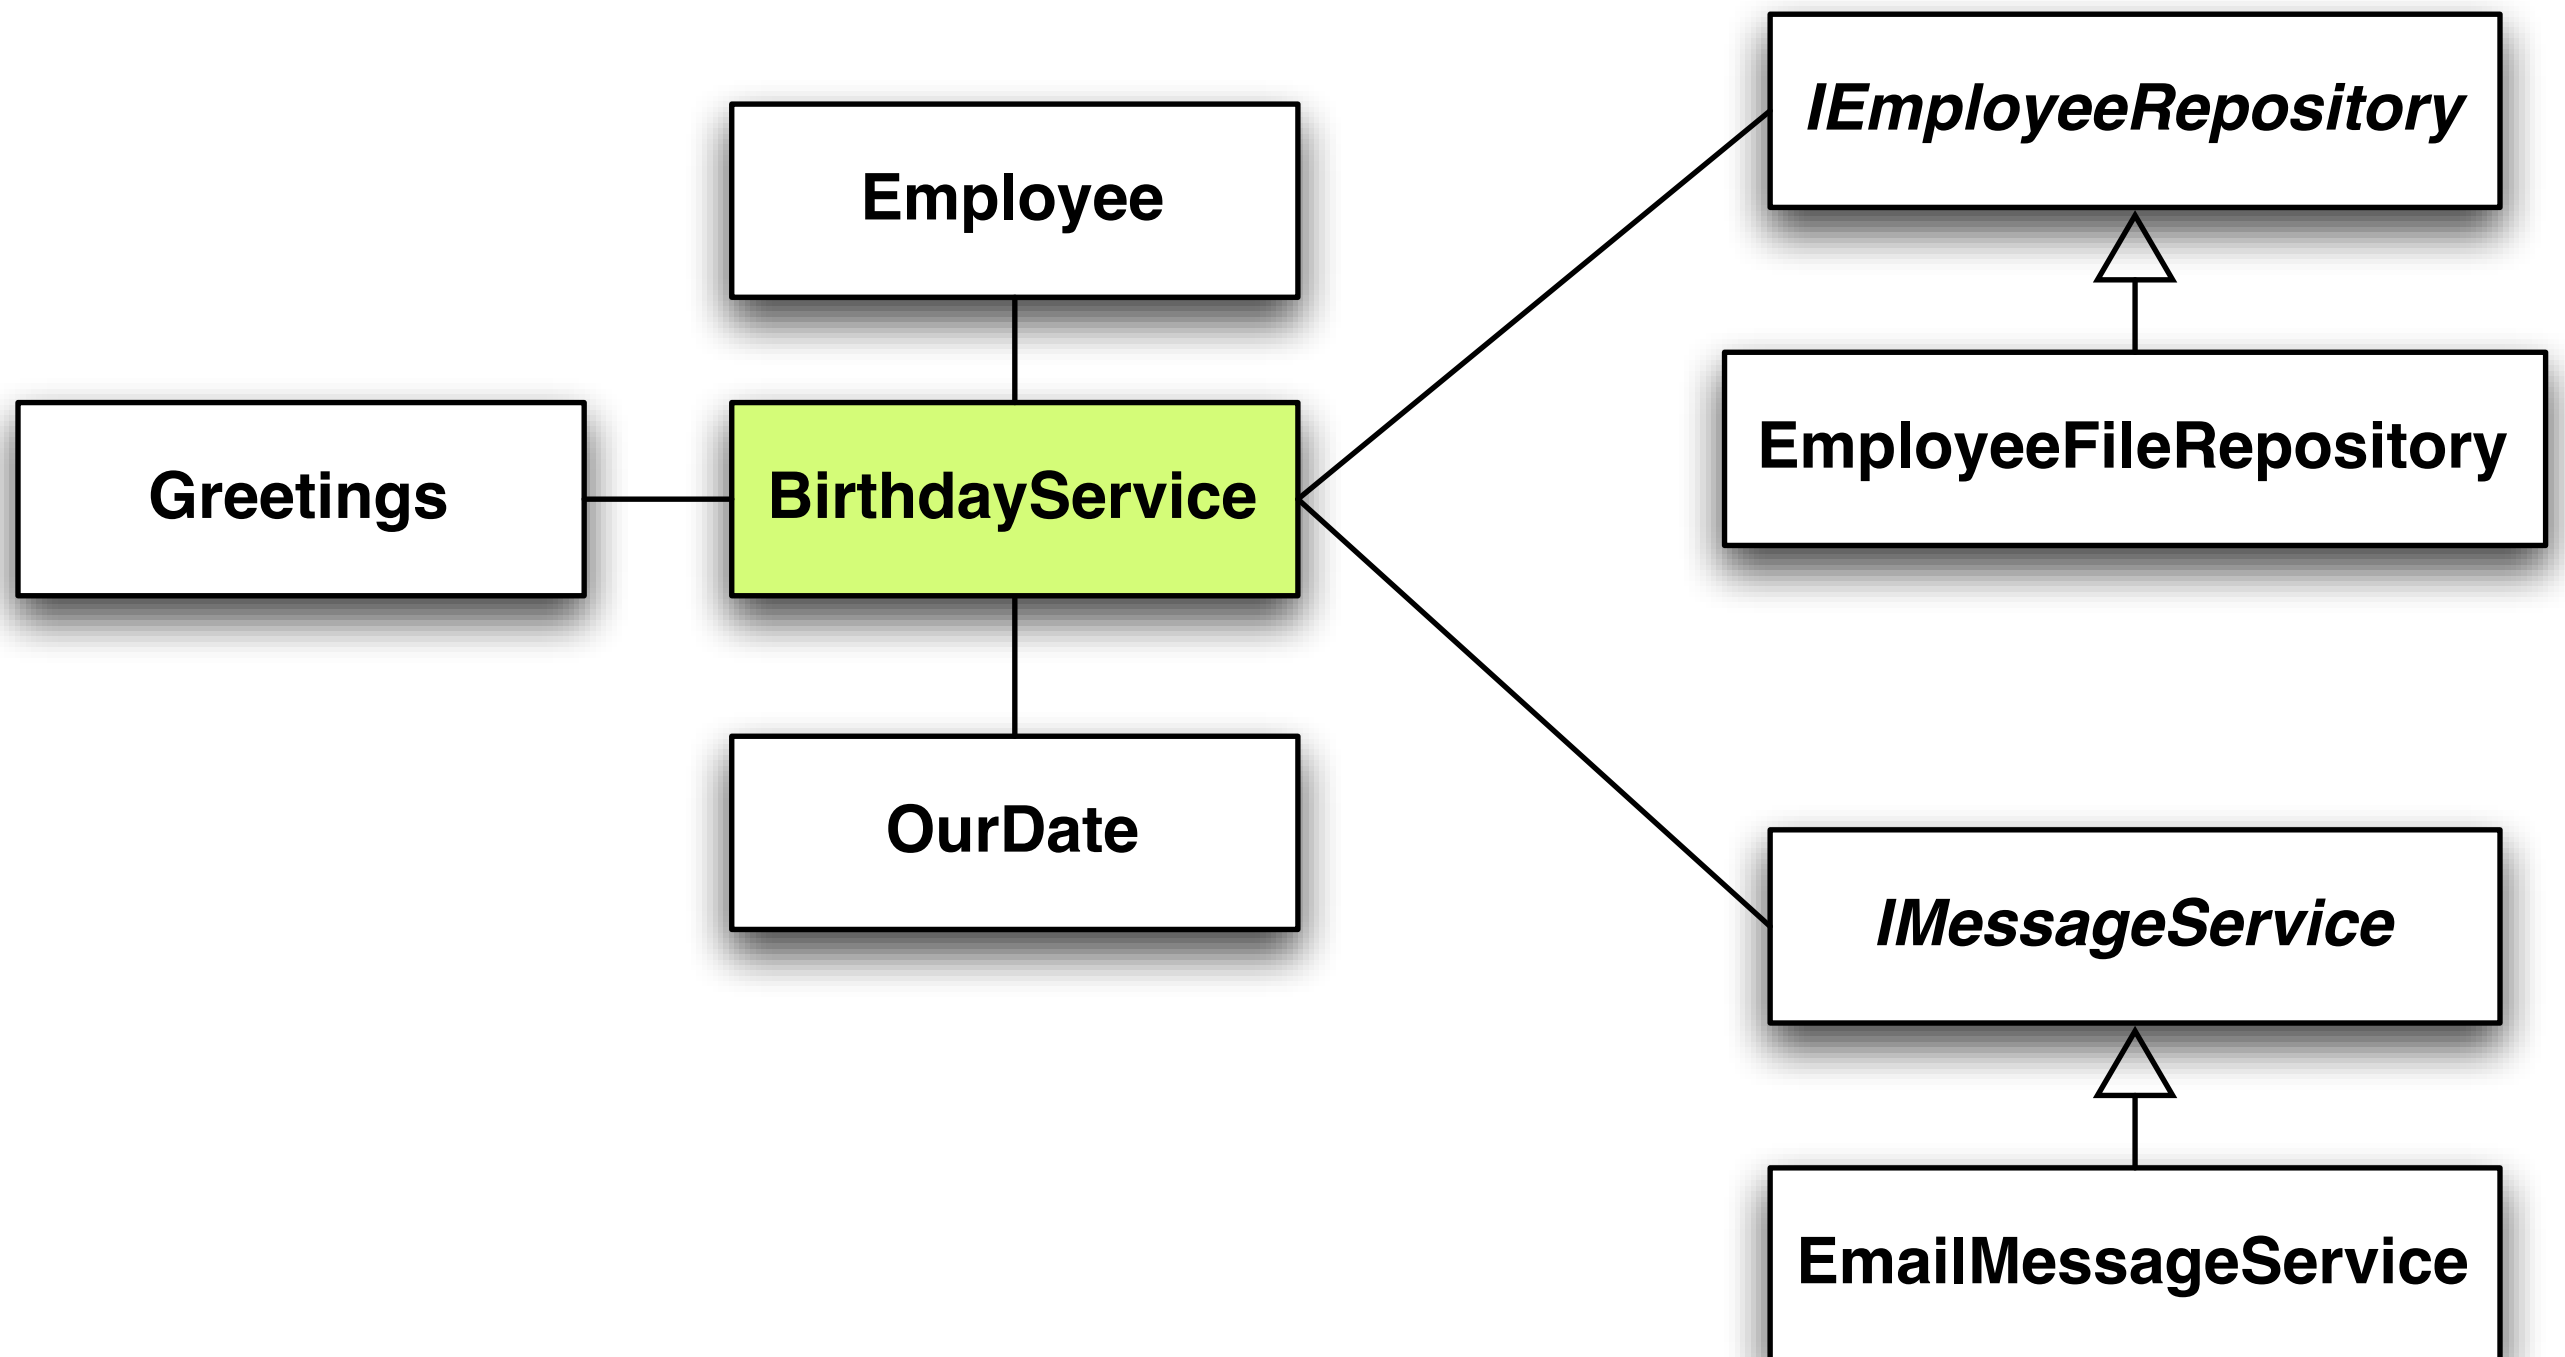 IEmployeeRepository
Employee
EmployeeFileRepository
Greetings
BirthdayService
OurDate
IMessageService
EmailMessageService